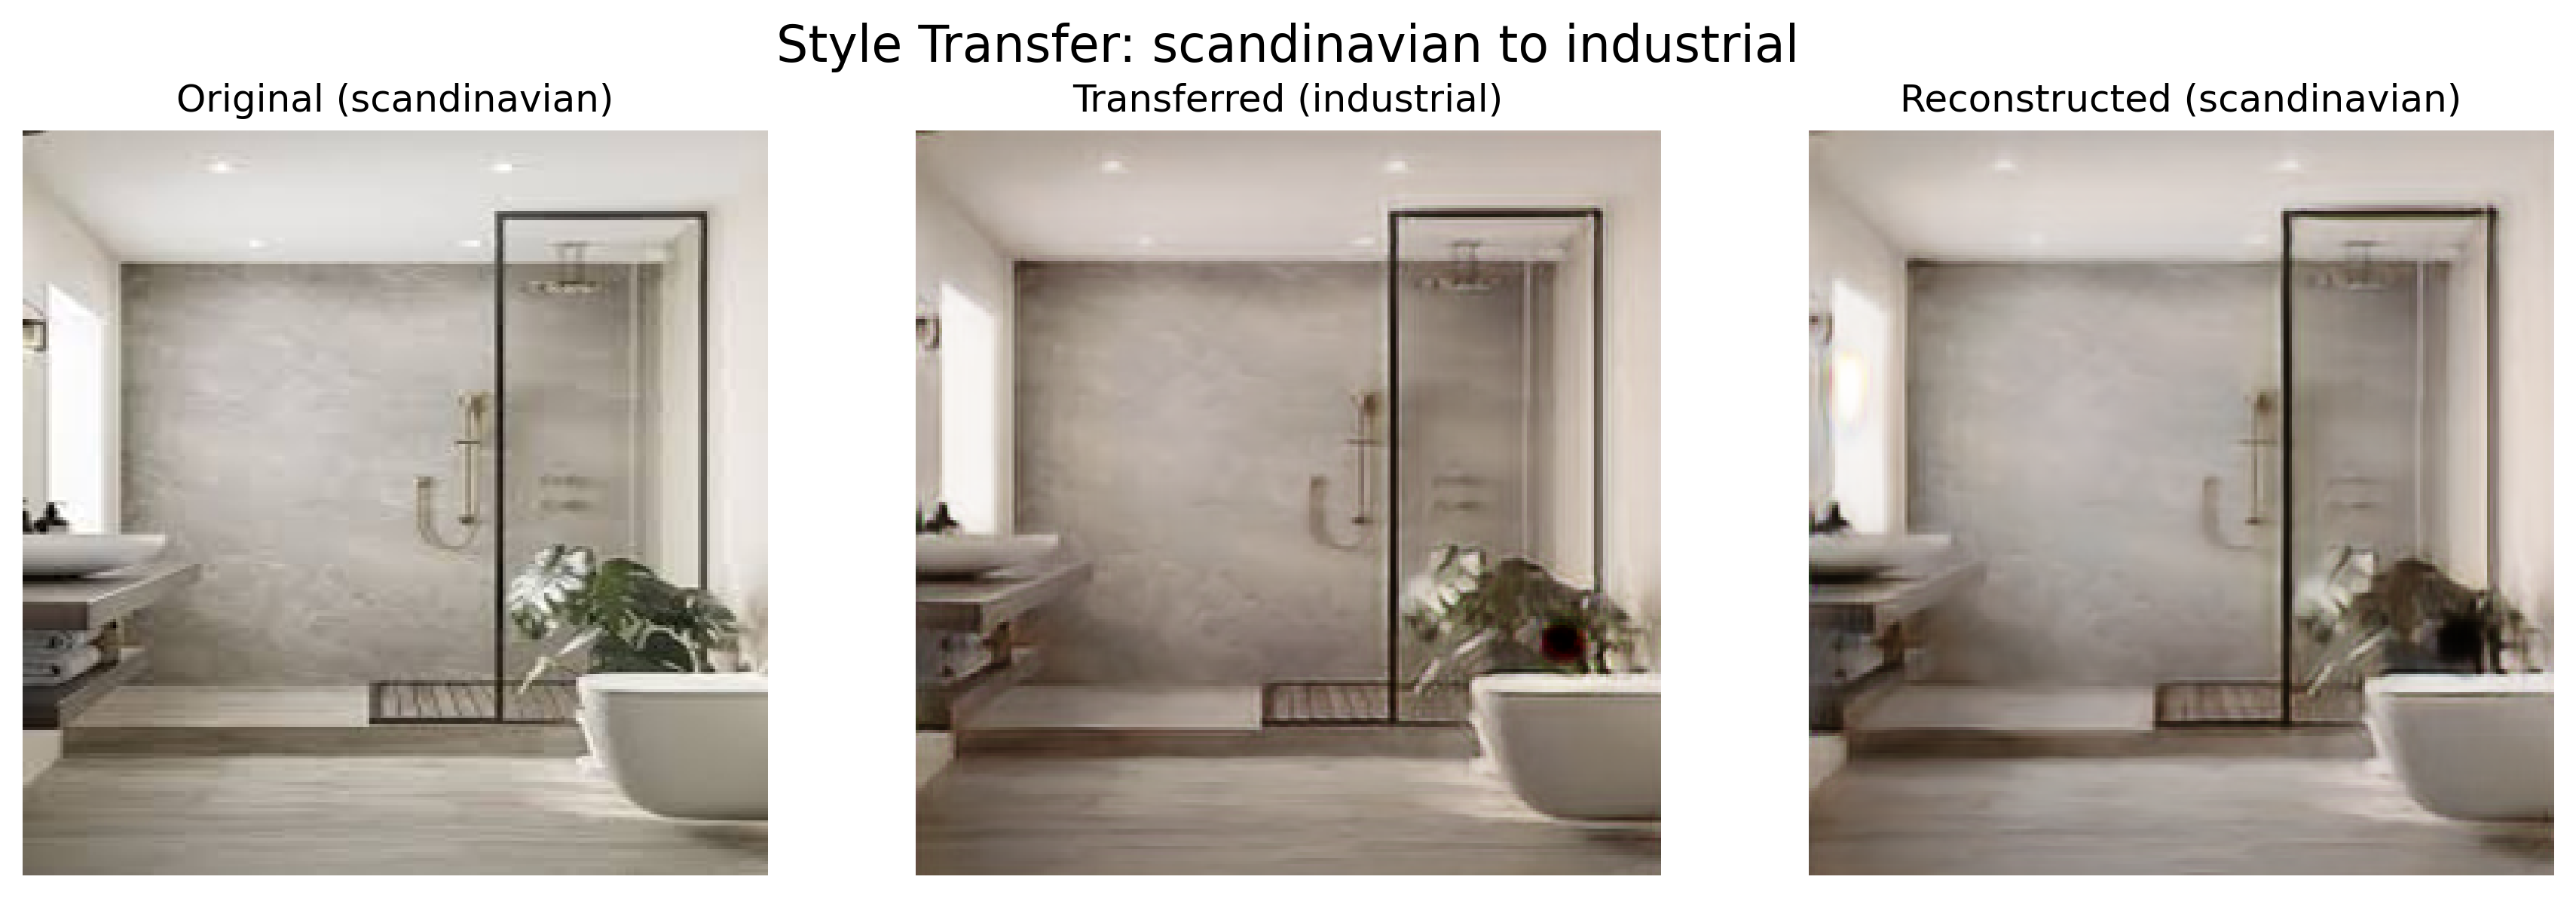 Style Transfer: scandinavian to industrial
Original (scandinavian)
Transferred (industrial)
Reconstructed (scandinavian)